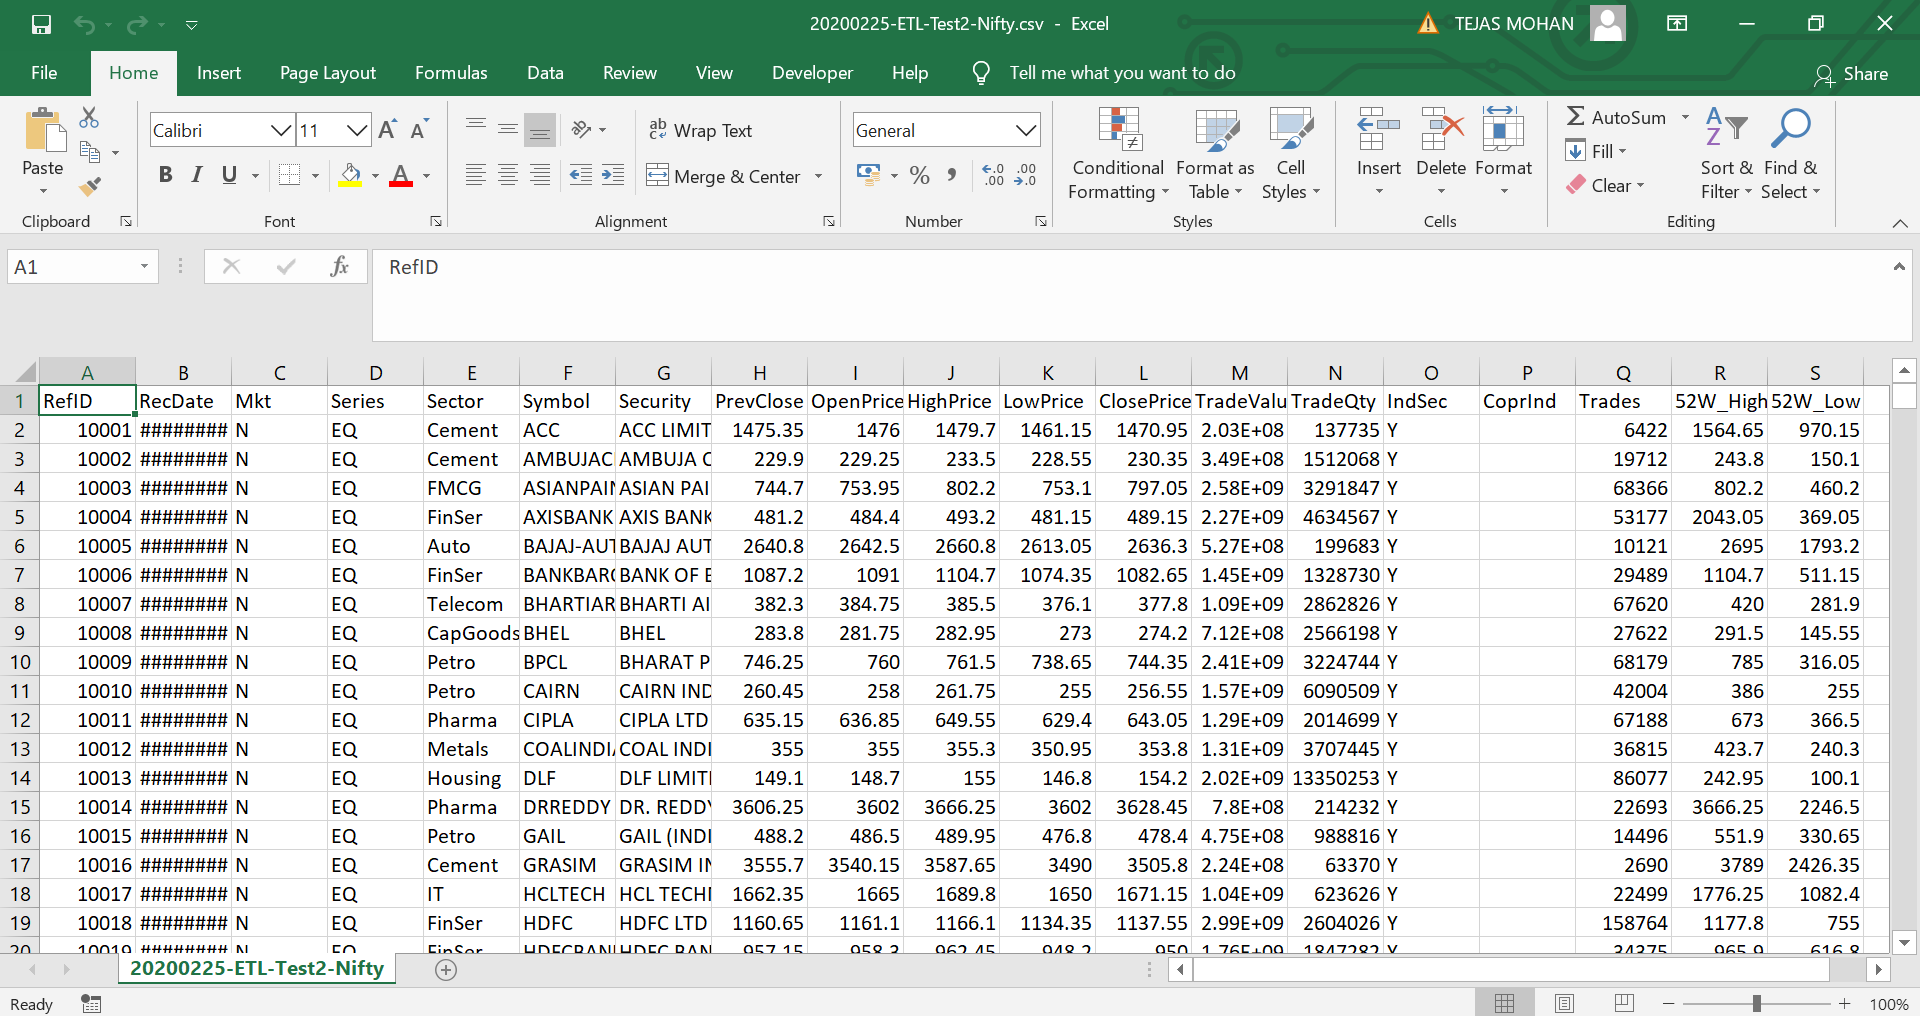 20200225-ETL-Test2-Nifty.csv - Excel
TEJAS MOHAN
File Home Insert Page Layout Formulas Data Review View Developer Help Tell me what you want to do Share
Paste
Clipboard
Calibri 11
B I U
Font
Wrap Text
Merge & Center
Alignment
General
Number
Conditional Formatting
Format as Table
Cell Styles
Styles
Insert Delete Format
Cells
AutoSum
Fill
Clear
Sort & Filter
Find & Select
Editing
A1 fx RefID
A B C D E F G H I J K L M N O P Q R S
1 RefID RecDate Mkt Series Sector Symbol Security PrevClose OpenPrice HighPrice LowPrice ClosePrice TradeValu TradeQty IndSec CoprInd Trades 52W_High 52W_Low
2 10001 ######## N EQ Cement ACC ACC LIMIT 1475.35 1476 1479.7 1461.15 1470.95 2.03E+08 137735 Y 6422 1564.65 970.15
3 10002 ######## N EQ Cement AMBUJAC AMBUJA C 229.9 229.25 233.5 228.55 230.35 3.49E+08 1512068 Y 19712 243.8 150.1
4 10003 ######## N EQ FMCG ASIANPAIN ASIAN PAI 744.7 753.95 802.2 753.1 797.05 2.58E+09 3291847 Y 68366 802.2 460.2
5 10004 ######## N EQ FinSer AXISBANK AXIS BANK 481.2 484.4 493.2 481.15 489.15 2.27E+09 4634567 Y 53177 2043.05 369.05
6 10005 ######## N EQ Auto BAJAJ-AUT BAJAJ AUT 2640.8 2642.5 2660.8 2613.05 2636.3 5.27E+08 199683 Y 10121 2695 1793.2
7 10006 ######## N EQ FinSer BANKBARO BANK OF B 1087.2 1091 1104.7 1074.35 1082.65 1.45E+09 1328730 Y 29489 1104.7 511.15
8 10007 ######## N EQ Telecom BHARTIAR BHARTI AI 382.3 384.75 385.5 376.1 377.8 1.09E+09 2862826 Y 67620 420 281.9
9 10008 ######## N EQ CapGoods BHEL BHEL 283.8 281.75 282.95 273 274.2 7.12E+08 2566198 Y 27622 291.5 145.55
10 10009 ######## N EQ Petro BPCL BHARAT P 746.25 760 761.5 738.65 744.35 2.41E+09 3224744 Y 68179 785 316.05
11 10010 ######## N EQ Petro CAIRN CAIRN IND 260.45 258 261.75 255 256.55 1.57E+09 6090509 Y 42004 386 255
12 10011 ######## N EQ Pharma CIPLA CIPLA LTD 635.15 636.85 649.55 629.4 643.05 1.29E+09 2014699 Y 67188 673 366.5
13 10012 ######## N EQ Metals COALINDIA COAL INDI 355 355 355.3 350.95 353.8 1.31E+09 3707445 Y 36815 423.7 240.3
14 10013 ######## N EQ Housing DLF DLF LIMITI 149.1 148.7 155 146.8 154.2 2.02E+09 13350253 Y 86077 242.95 100.1
15 10014 ######## N EQ Pharma DRREDDY DR. REDDY 3606.25 3602 3666.25 3602 3628.45 7.8E+08 214232 Y 22693 3666.25 2246.5
16 10015 ######## N EQ Petro GAIL GAIL (INDI 488.2 486.5 489.95 476.8 478.4 4.75E+08 988816 Y 14496 551.9 330.65
17 10016 ######## N EQ Cement GRASIM GRASIM IN 3555.7 3540.15 3587.65 3490 3505.8 2.24E+08 63370 Y 2690 3789 2426.35
18 10017 ######## N EQ IT HCLTECH HCL TECHI 1662.35 1665 1689.8 1650 1671.15 1.04E+09 623626 Y 22499 1776.25 1082.4
19 10018 ######## N EQ FinSer HDFC HDFC LTD 1160.65 1161.1 1166.1 1134.35 1137.55 2.99E+09 2604026 Y 158764 1177.8 755
20 10019 ######## N EQ FinSer HDFCBANI HDFC BAN 957.15 958.3 962.45 948.2 950 1.76E+09 1847282 Y 34375 965.9 616.8
20200225-ETL-Test2-Nifty
Ready 100%